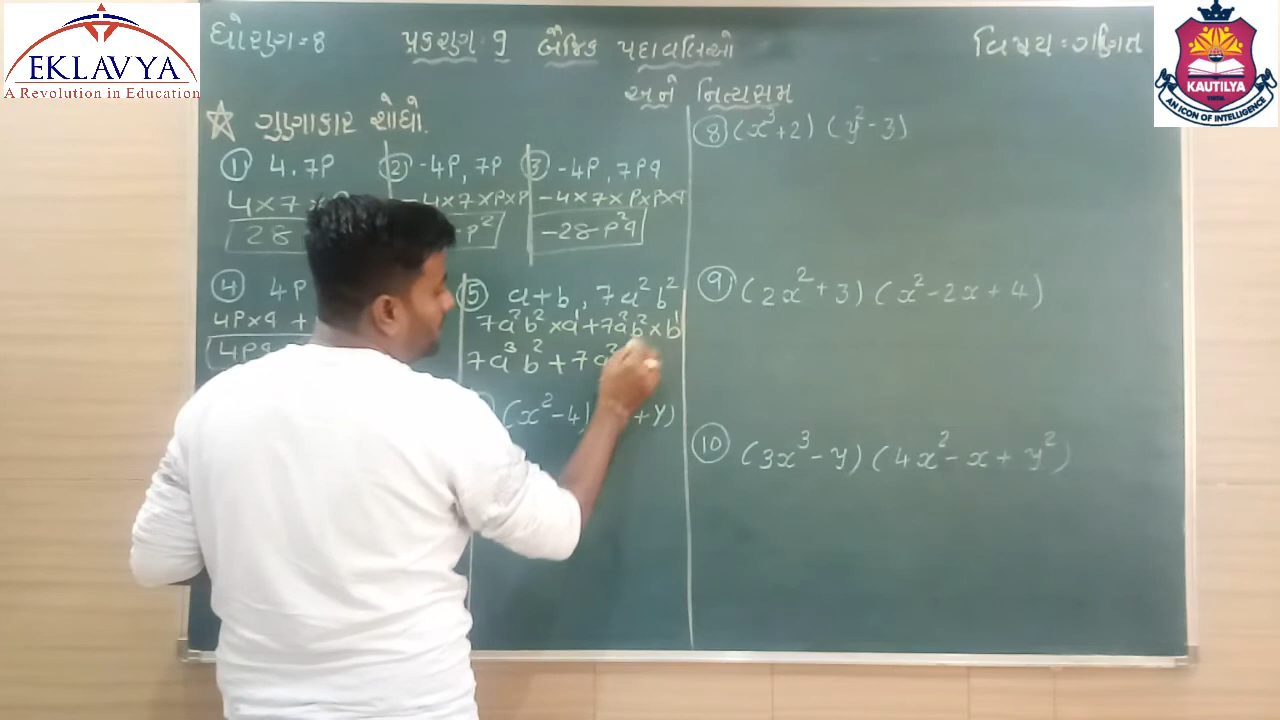 EKLAVYA
A Revolution in Education
KAUTILYA
AN ICON OF INTELLIGENCE
ધોરણ = 8 પ્રકરણ - 9 બૈજિક પદાવલિઓ વિષય = ગણિત
અને નિત્યસમ
☆ ગુણાકાર શોધો.
① 4 . 7P
4×7×
28
② -4P, 7P
-4×7×P×P
P²
③ -4P, 7Pq
-4×7×P×P×q
-28P²q
④ 4P
4P×q +
4Pq
⑤ a+b, 7a²b²
7a²b²×a¹+7a²b²×b¹
7a³b²+7a²
(x²-4) +Y)
⑧ (x³+2) (y²-3)
⑨ (2x²+3) (x²-2x+4)
⑩ (3x³-y) (4x²-x+y²)